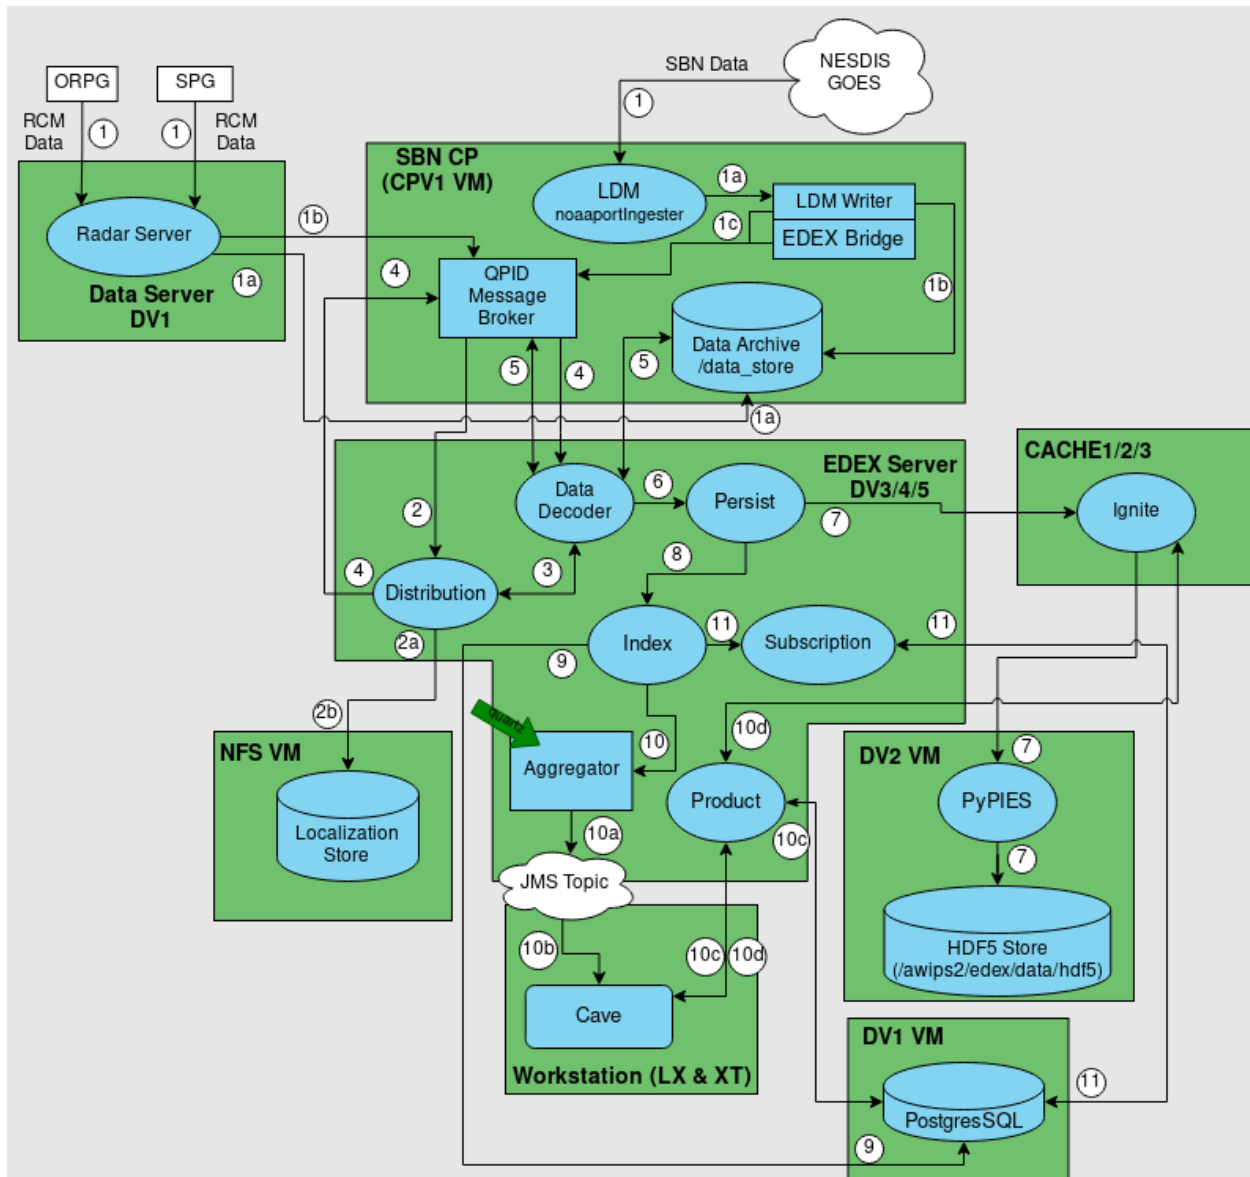 ORPG
SPG
RCM
Data
1
1
RCM
Data
SBN Data
NESDIS
GOES
1
SBN CP
(CPV1 VM)
LDM
noaaportIngester
1a
LDM Writer
EDEX Bridge
1c
1b
Radar Server
1b
1a
Data Server
DV1
4
QPID
Message
Broker
5
4
5
Data Archive
/data_store
1a
EDEX Server
DV3/4/5
Data
Decoder
6
Persist
7
CACHE1/2/3
Ignite
2
4
Distribution
3
8
2a
9
Index
11
Subscription
11
2b
quartz
10
10d
NFS VM
Localization
Store
Aggregator
10a
Product
10c
DV2 VM
7
PyPIES
7
HDF5 Store
(/awips2/edex/data/hdf5)
JMS Topic
10b
10c
10d
Cave
Workstation (LX & XT)
DV1 VM
11
PostgresSQL
9